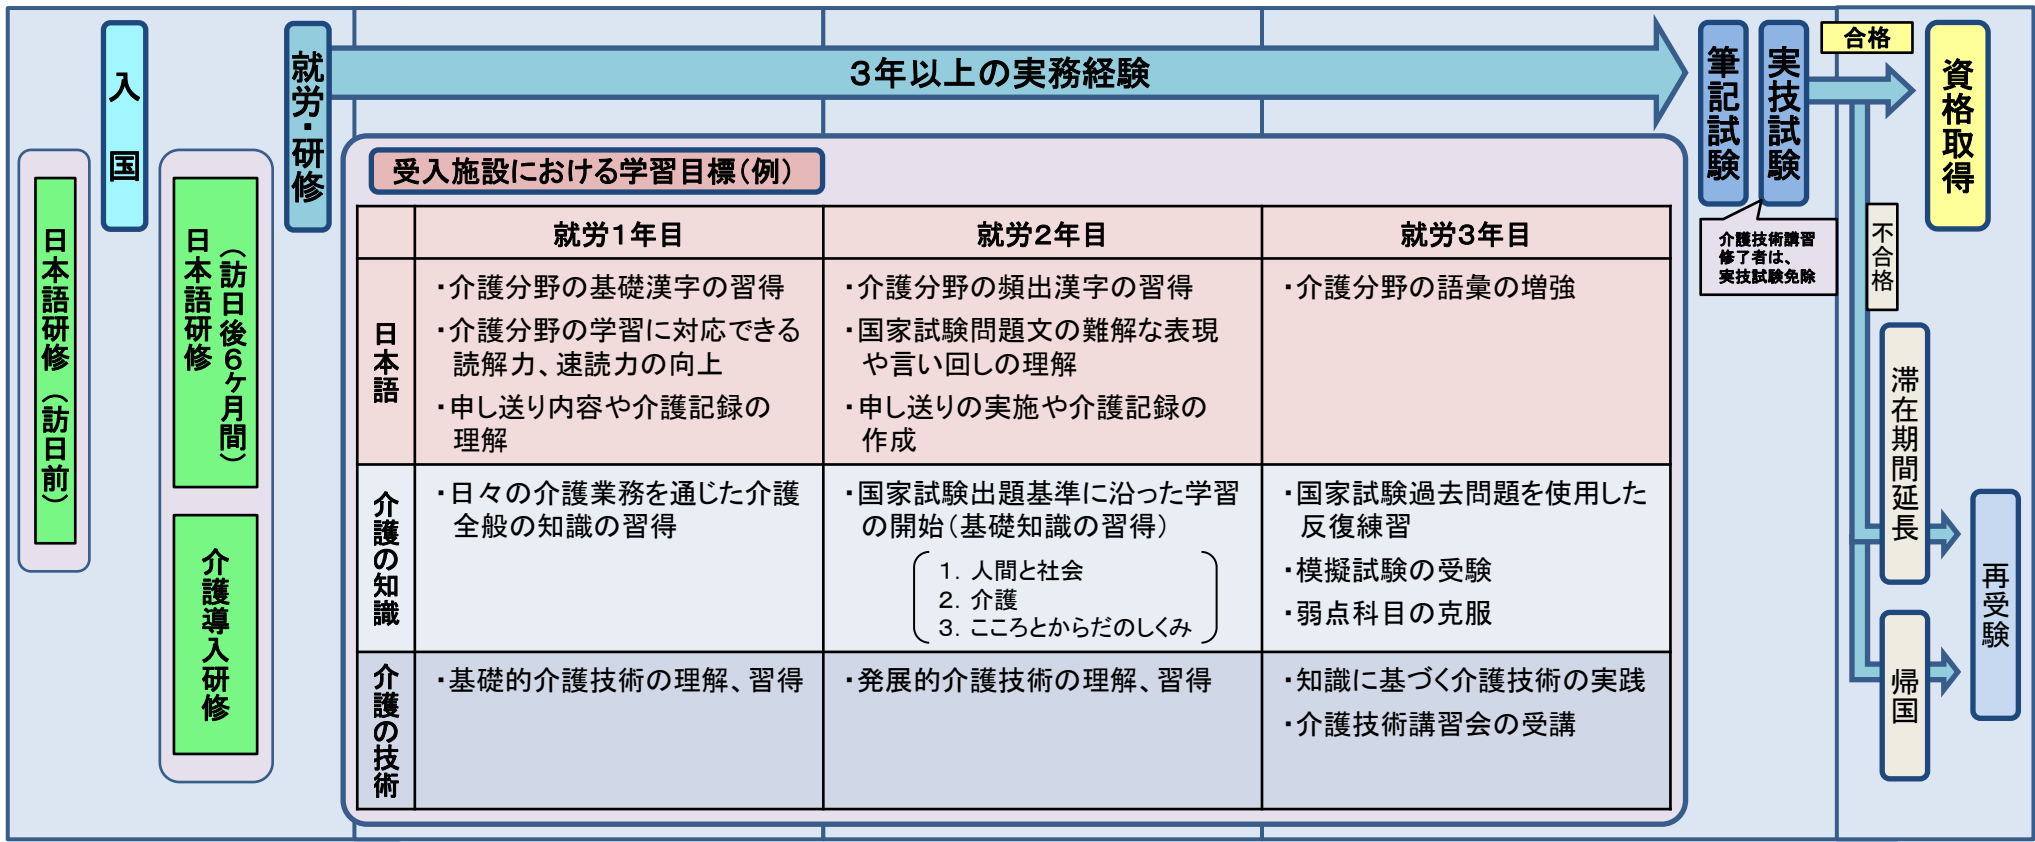 日本語研修（訪日前）
入国
日本語研修
（訪日後６ヶ月間）
介護導入研修
就労・研修
３年以上の実務経験
受入施設における学習目標（例）
就労１年目
就労２年目
就労３年目
日本語
・介護分野の基礎漢字の習得
・介護分野の学習に対応できる
読解力、速読力の向上
・申し送り内容や介護記録の
理解
・介護分野の頻出漢字の習得
・国家試験問題文の難解な表現
や言い回しの理解
・申し送りの実施や介護記録の
作成
・介護分野の語彙の増強
介護の知識
・日々の介護業務を通じた介護
全般の知識の習得
・国家試験出題基準に沿った学習
の開始（基礎知識の習得）
１．人間と社会
２．介護
３．こころとからだのしくみ
・国家試験過去問題を使用した
反復練習
・模擬試験の受験
・弱点科目の克服
介護の技術
・基礎的介護技術の理解、習得
・発展的介護技術の理解、習得
・知識に基づく介護技術の実践
・介護技術講習会の受講
筆記試験
実技試験
介護技術講習
修了者は、
実技試験免除
合格
資格取得
不合格
滞在期間延長
帰国
再受験